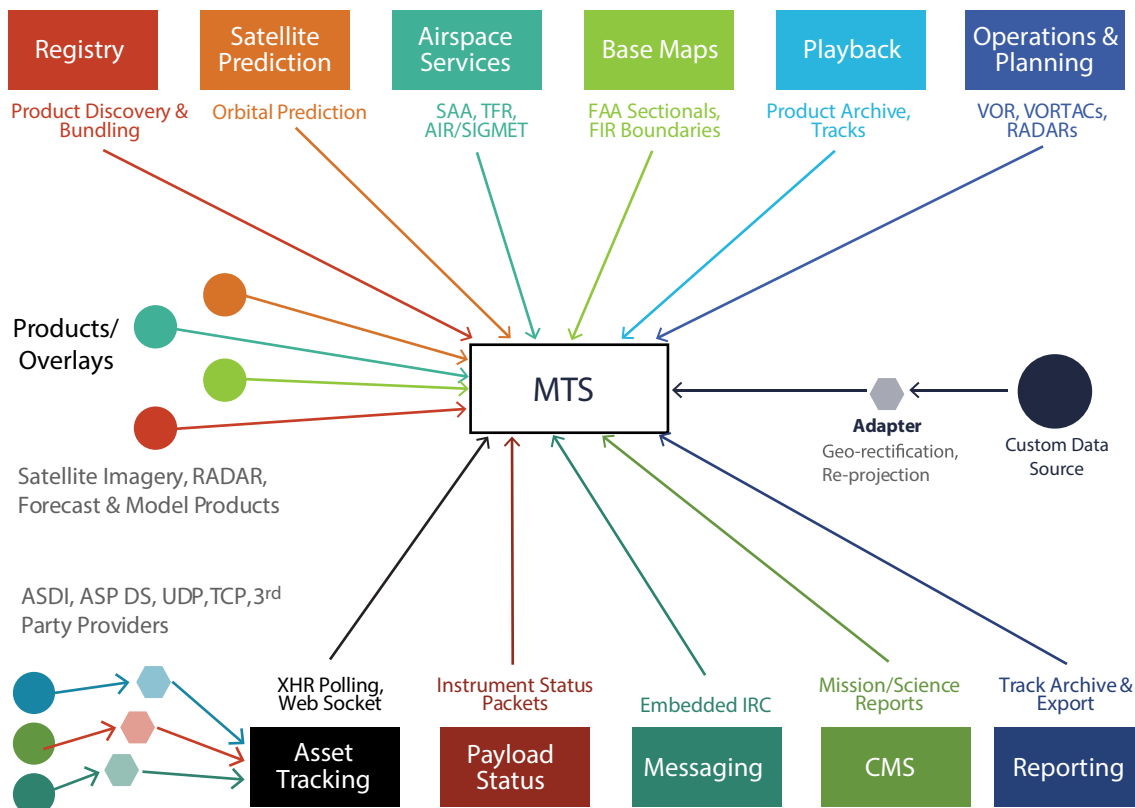 Registry
Satellite
Prediction
Airspace
Services
Base Maps
Playback
Operations &
Planning
Product Discovery &
Bundling
Orbital Prediction
SAA, TFR,
AIR/SIGMET
FAA Sectionals,
FIR Boundaries
Product Archive,
Tracks
VOR, VORTACs,
RADARs
Products/
Overlays
MTS
Adapter
Geo-rectification,
Re-projection
Custom Data
Source
Satellite Imagery, RADAR,
Forecast & Model Products
ASDI, ASP DS, UDP,TCP,3rd
Party Providers
XHR Polling,
Web Socket
Instrument Status
Packets
Embedded IRC
Mission/Science
Reports
Track Archive &
Export
Asset
Tracking
Payload
Status
Messaging
CMS
Reporting